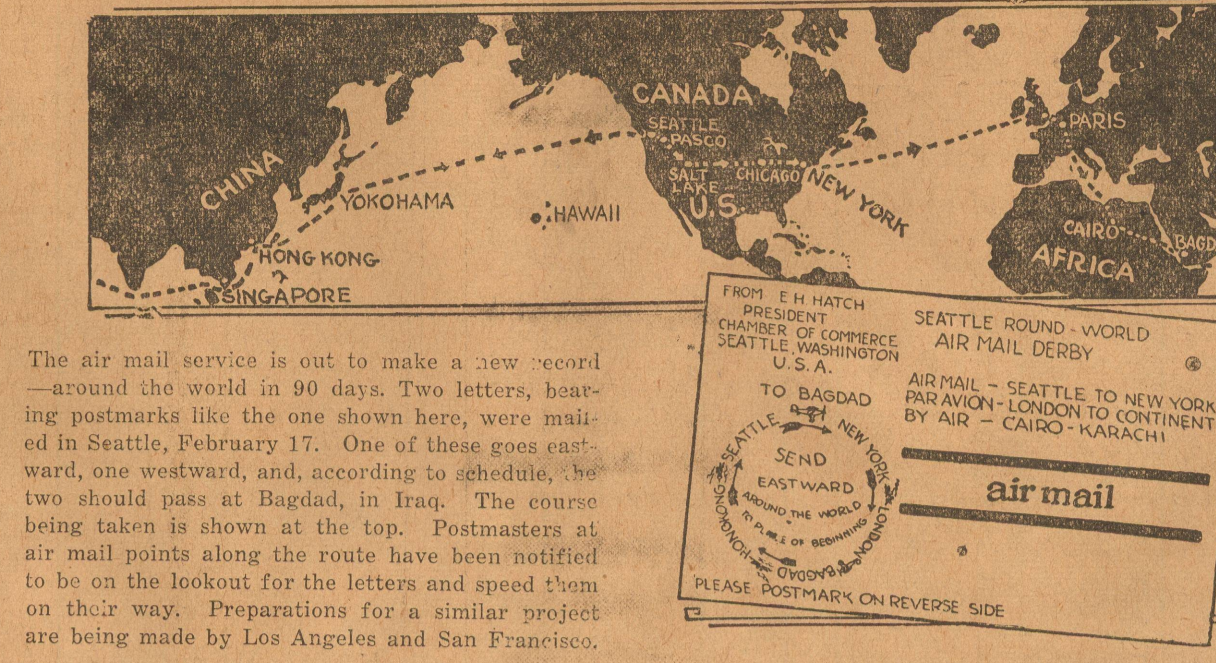 CANADA
SEATTLE
PASCO
PARIS
CHINA
SALT
LAKE
CHICAGO
NEW YORK
U.S.
YOKOHAMA
HAWAII
CAIRO
BAGD
AFRICA
HONG KONG
SINGAPORE
The air mail service is out to make a new record
—around the world in 90 days. Two letters, bear-
ing postmarks like the one shown here, were mail-
ed in Seattle, February 17. One of these goes east-
ward, one westward, and, according to schedule, the
two should pass at Bagdad, in Iraq. The course
being taken is shown at the top. Postmasters at
air mail points along the route have been notified
to be on the lookout for the letters and speed them
on their way. Preparations for a similar project
are being made by Los Angeles and San Francisco.
FROM E H HATCH
PRESIDENT
CHAMBER OF COMMERCE
SEATTLE, WASHINGTON
U.S.A.
TO BAGDAD
SEATTLE
NEW YORK
LONDON
BAGDAD
HONGKONG
SEND
EASTWARD
AROUND THE WORLD
TO PLACE OF BEGINNING
PLEASE POSTMARK ON REVERSE SIDE
SEATTLE ROUND-WORLD
AIR MAIL DERBY
AIR MAIL - SEATTLE TO NEW YORK
PAR AVION - LONDON TO CONTINENT
BY AIR - CAIRO - KARACHI
air mail